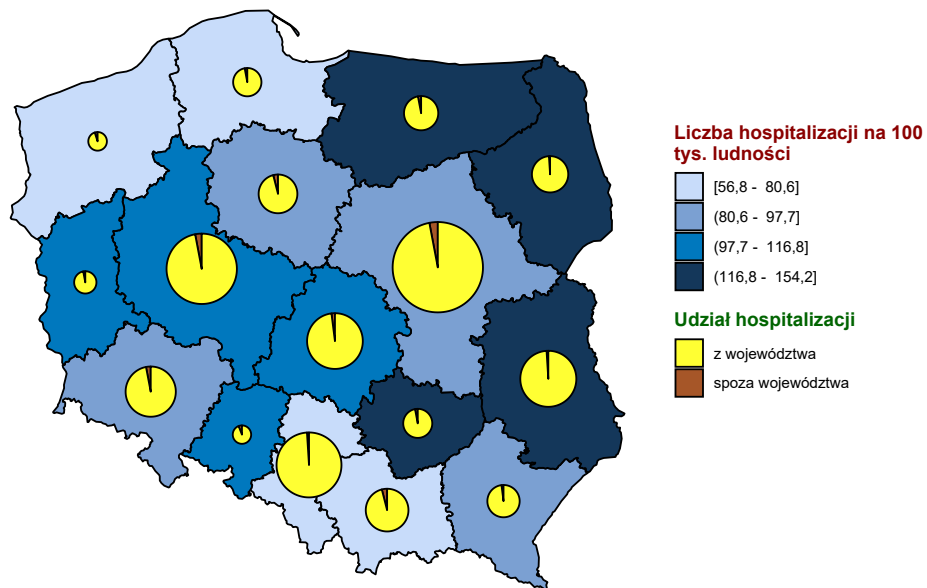 Liczba hospitalizacji na 100
tys. ludności
[56,8 - 80,6]
(80,6 - 97,7]
(97,7 - 116,8]
(116,8 - 154,2]
Udział hospitalizacji
z województwa
spoza województwa